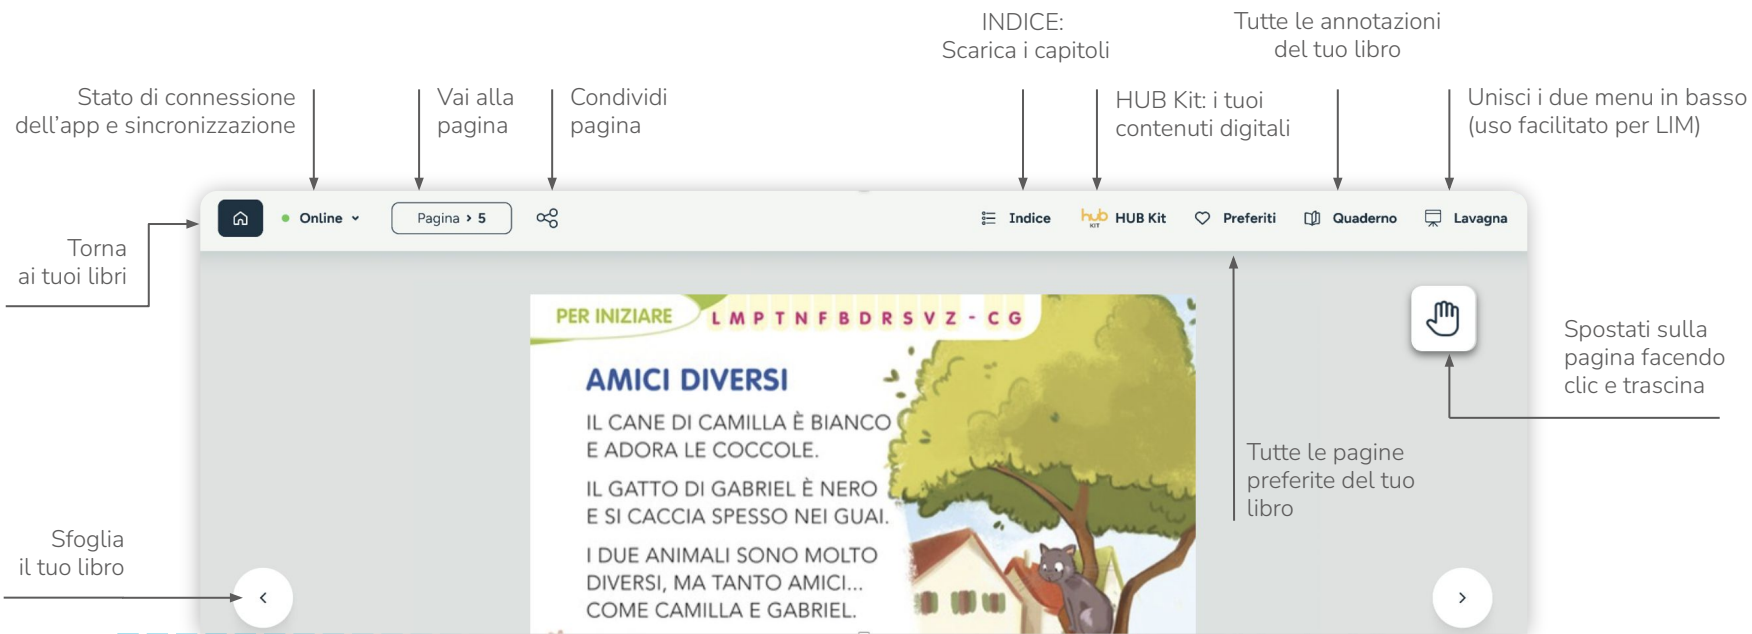 INDICE:
Scarica i capitoli
Tutte le annotazioni
del tuo libro
Stato di connessione
dell'app e sincronizzazione
Vai alla
pagina
Condividi
pagina
HUB Kit: i tuoi
contenuti digitali
Unisci i due menu in basso
(uso facilitato per LIM)
Online
Pagina > 5
Indice
hub KIT HUB Kit
Preferiti
Quaderno
Lavagna
Torna
ai tuoi libri
PER INIZIARE
L M P T N F B D R S V Z - C G
AMICI DIVERSI
IL CANE DI CAMILLA È BIANCO
E ADORA LE COCCOLE.
IL GATTO DI GABRIEL È NERO
E SI CACCIA SPESSO NEI GUAI.
I DUE ANIMALI SONO MOLTO
DIVERSI, MA TANTO AMICI...
COME CAMILLA E GABRIEL.
Spostati sulla
pagina facendo
clic e trascina
Tutte le pagine
preferite del tuo
libro
Sfoglia
il tuo libro